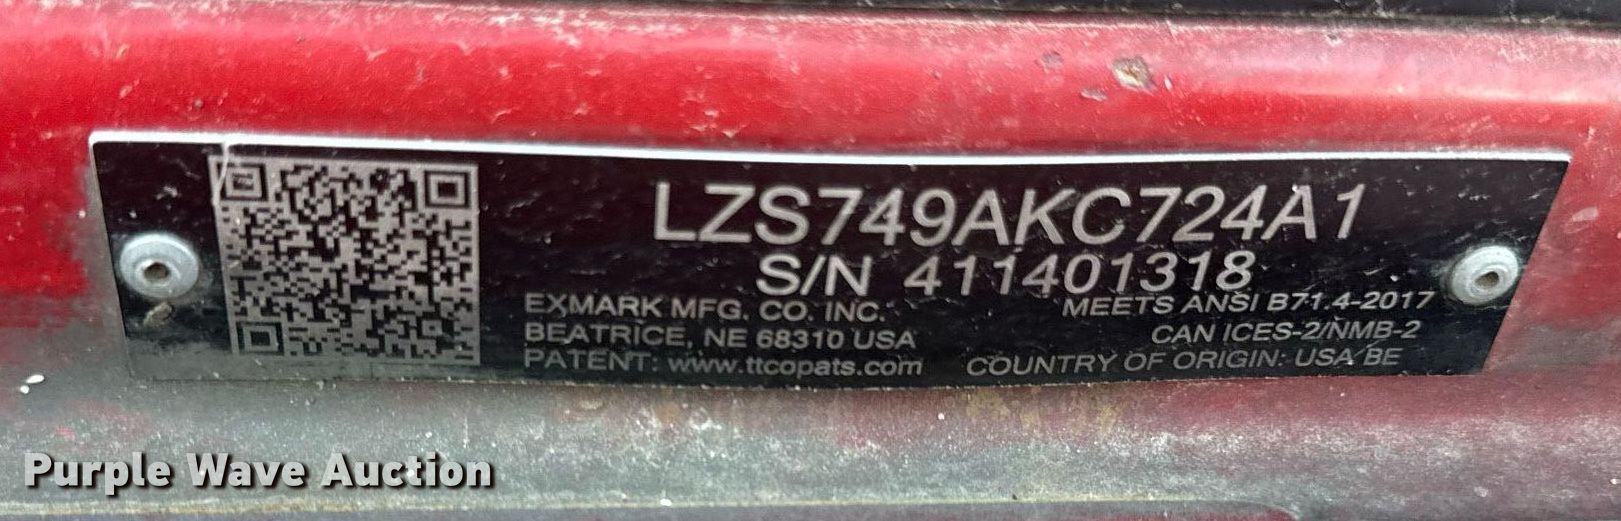 LZS749AKC724A1
S/N 411401318
EXMARK MFG. CO. INC.
BEATRICE, NE 68310 USA
PATENT: www.ttcopats.com
MEETS ANSI B71.4-2017
CAN ICES-2/NMB-2
COUNTRY OF ORIGIN: USA BE
Purple Wave Auction